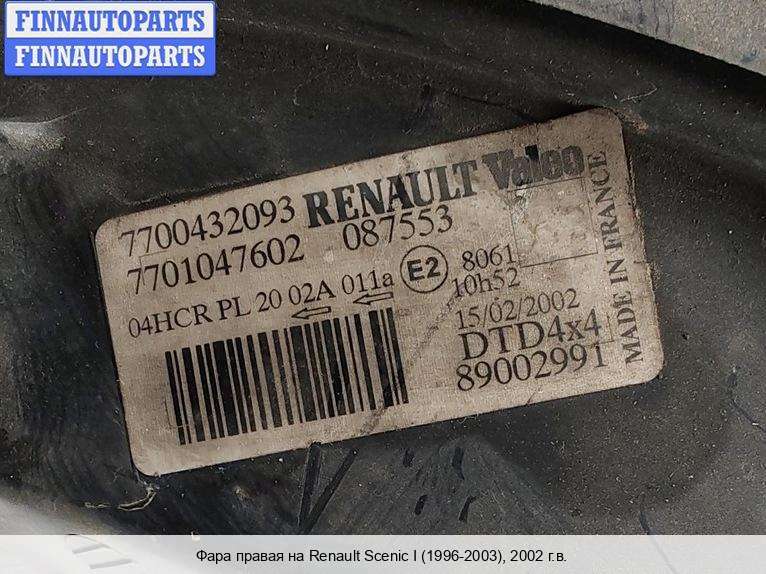 FINNAUTOPARTS
FINNAUTOPARTS
7700432093 RENAULT Valeo
7701047602 087553
04HCR PL 20 02A 011a E2 8061
10h52
15/02/2002
DTD4x4
89002991
MADE IN FRANCE
Фара правая на Renault Scenic I (1996-2003), 2002 г.в.